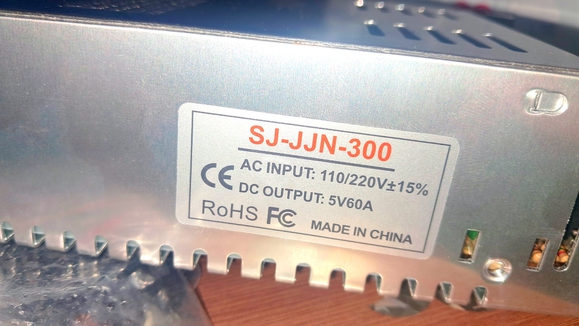 SJ-JJN-300
CE AC INPUT: 110/220V±15%
DC OUTPUT: 5V60A
RoHS FC MADE IN CHINA